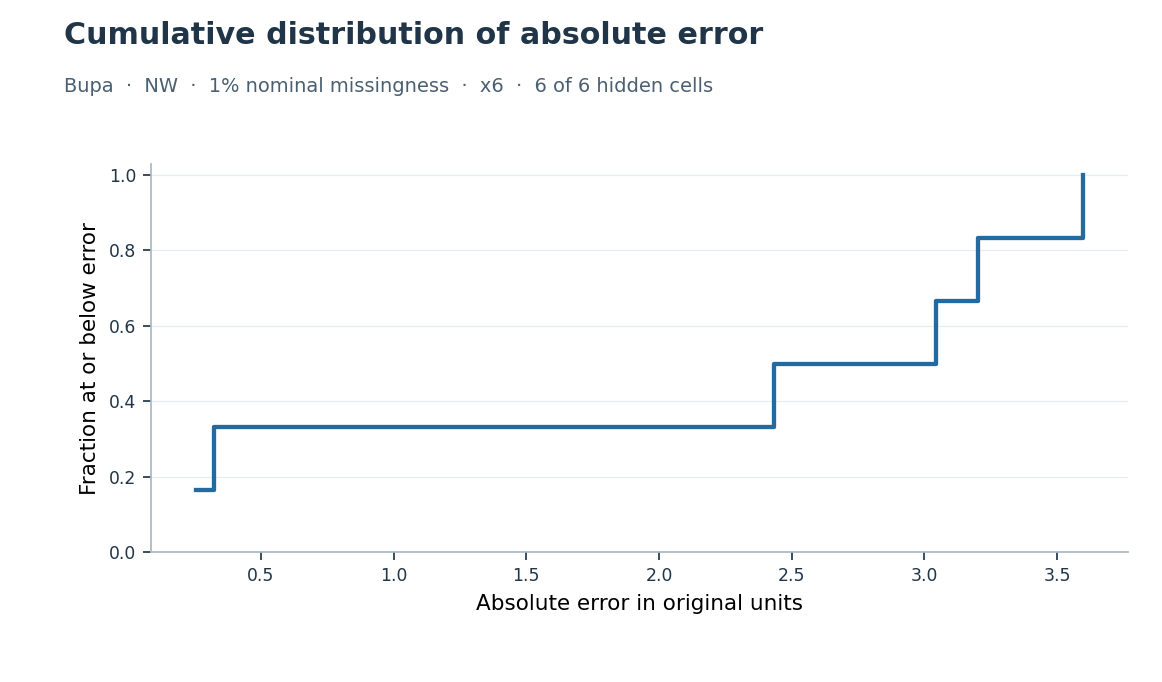 Cumulative distribution of absolute error
Bupa · NW · 1% nominal missingness · x6 · 6 of 6 hidden cells
Fraction at or below error
1.0
0.8
0.6
0.4
0.2
0.0
0.5 1.0 1.5 2.0 2.5 3.0 3.5
Absolute error in original units